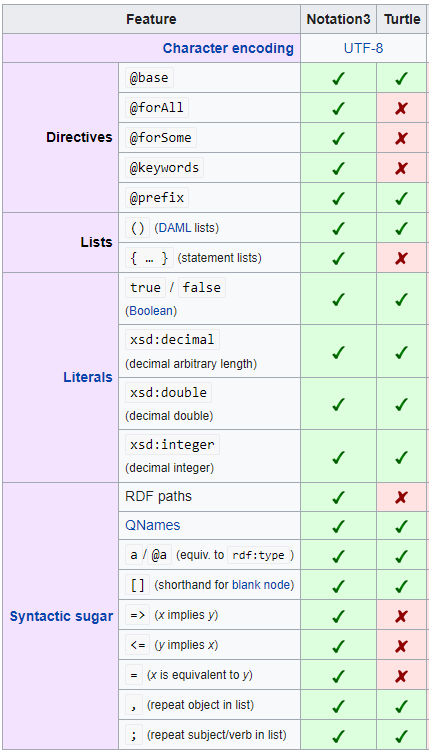 Feature Notation3 Turtle
Character encoding UTF-8
Directives
@base ✓ ✓
@forAll ✓ ✘
@forSome ✓ ✘
@keywords ✓ ✘
@prefix ✓ ✓
Lists
() (DAML lists) ✓ ✓
{ … } (statement lists) ✓ ✘
Literals
true / false
(Boolean) ✓ ✓
xsd:decimal
(decimal arbitrary length) ✓ ✓
xsd:double
(decimal double) ✓ ✓
xsd:integer
(decimal integer) ✓ ✓
Syntactic sugar
RDF paths ✓ ✘
QNames ✓ ✓
a / @a (equiv. to rdf:type ) ✓ ✓
[] (shorthand for blank node) ✓ ✓
=> (x implies y) ✓ ✘
<= (y implies x) ✓ ✘
= (x is equivalent to y) ✓ ✘
, (repeat object in list) ✓ ✓
; (repeat subject/verb in list) ✓ ✓